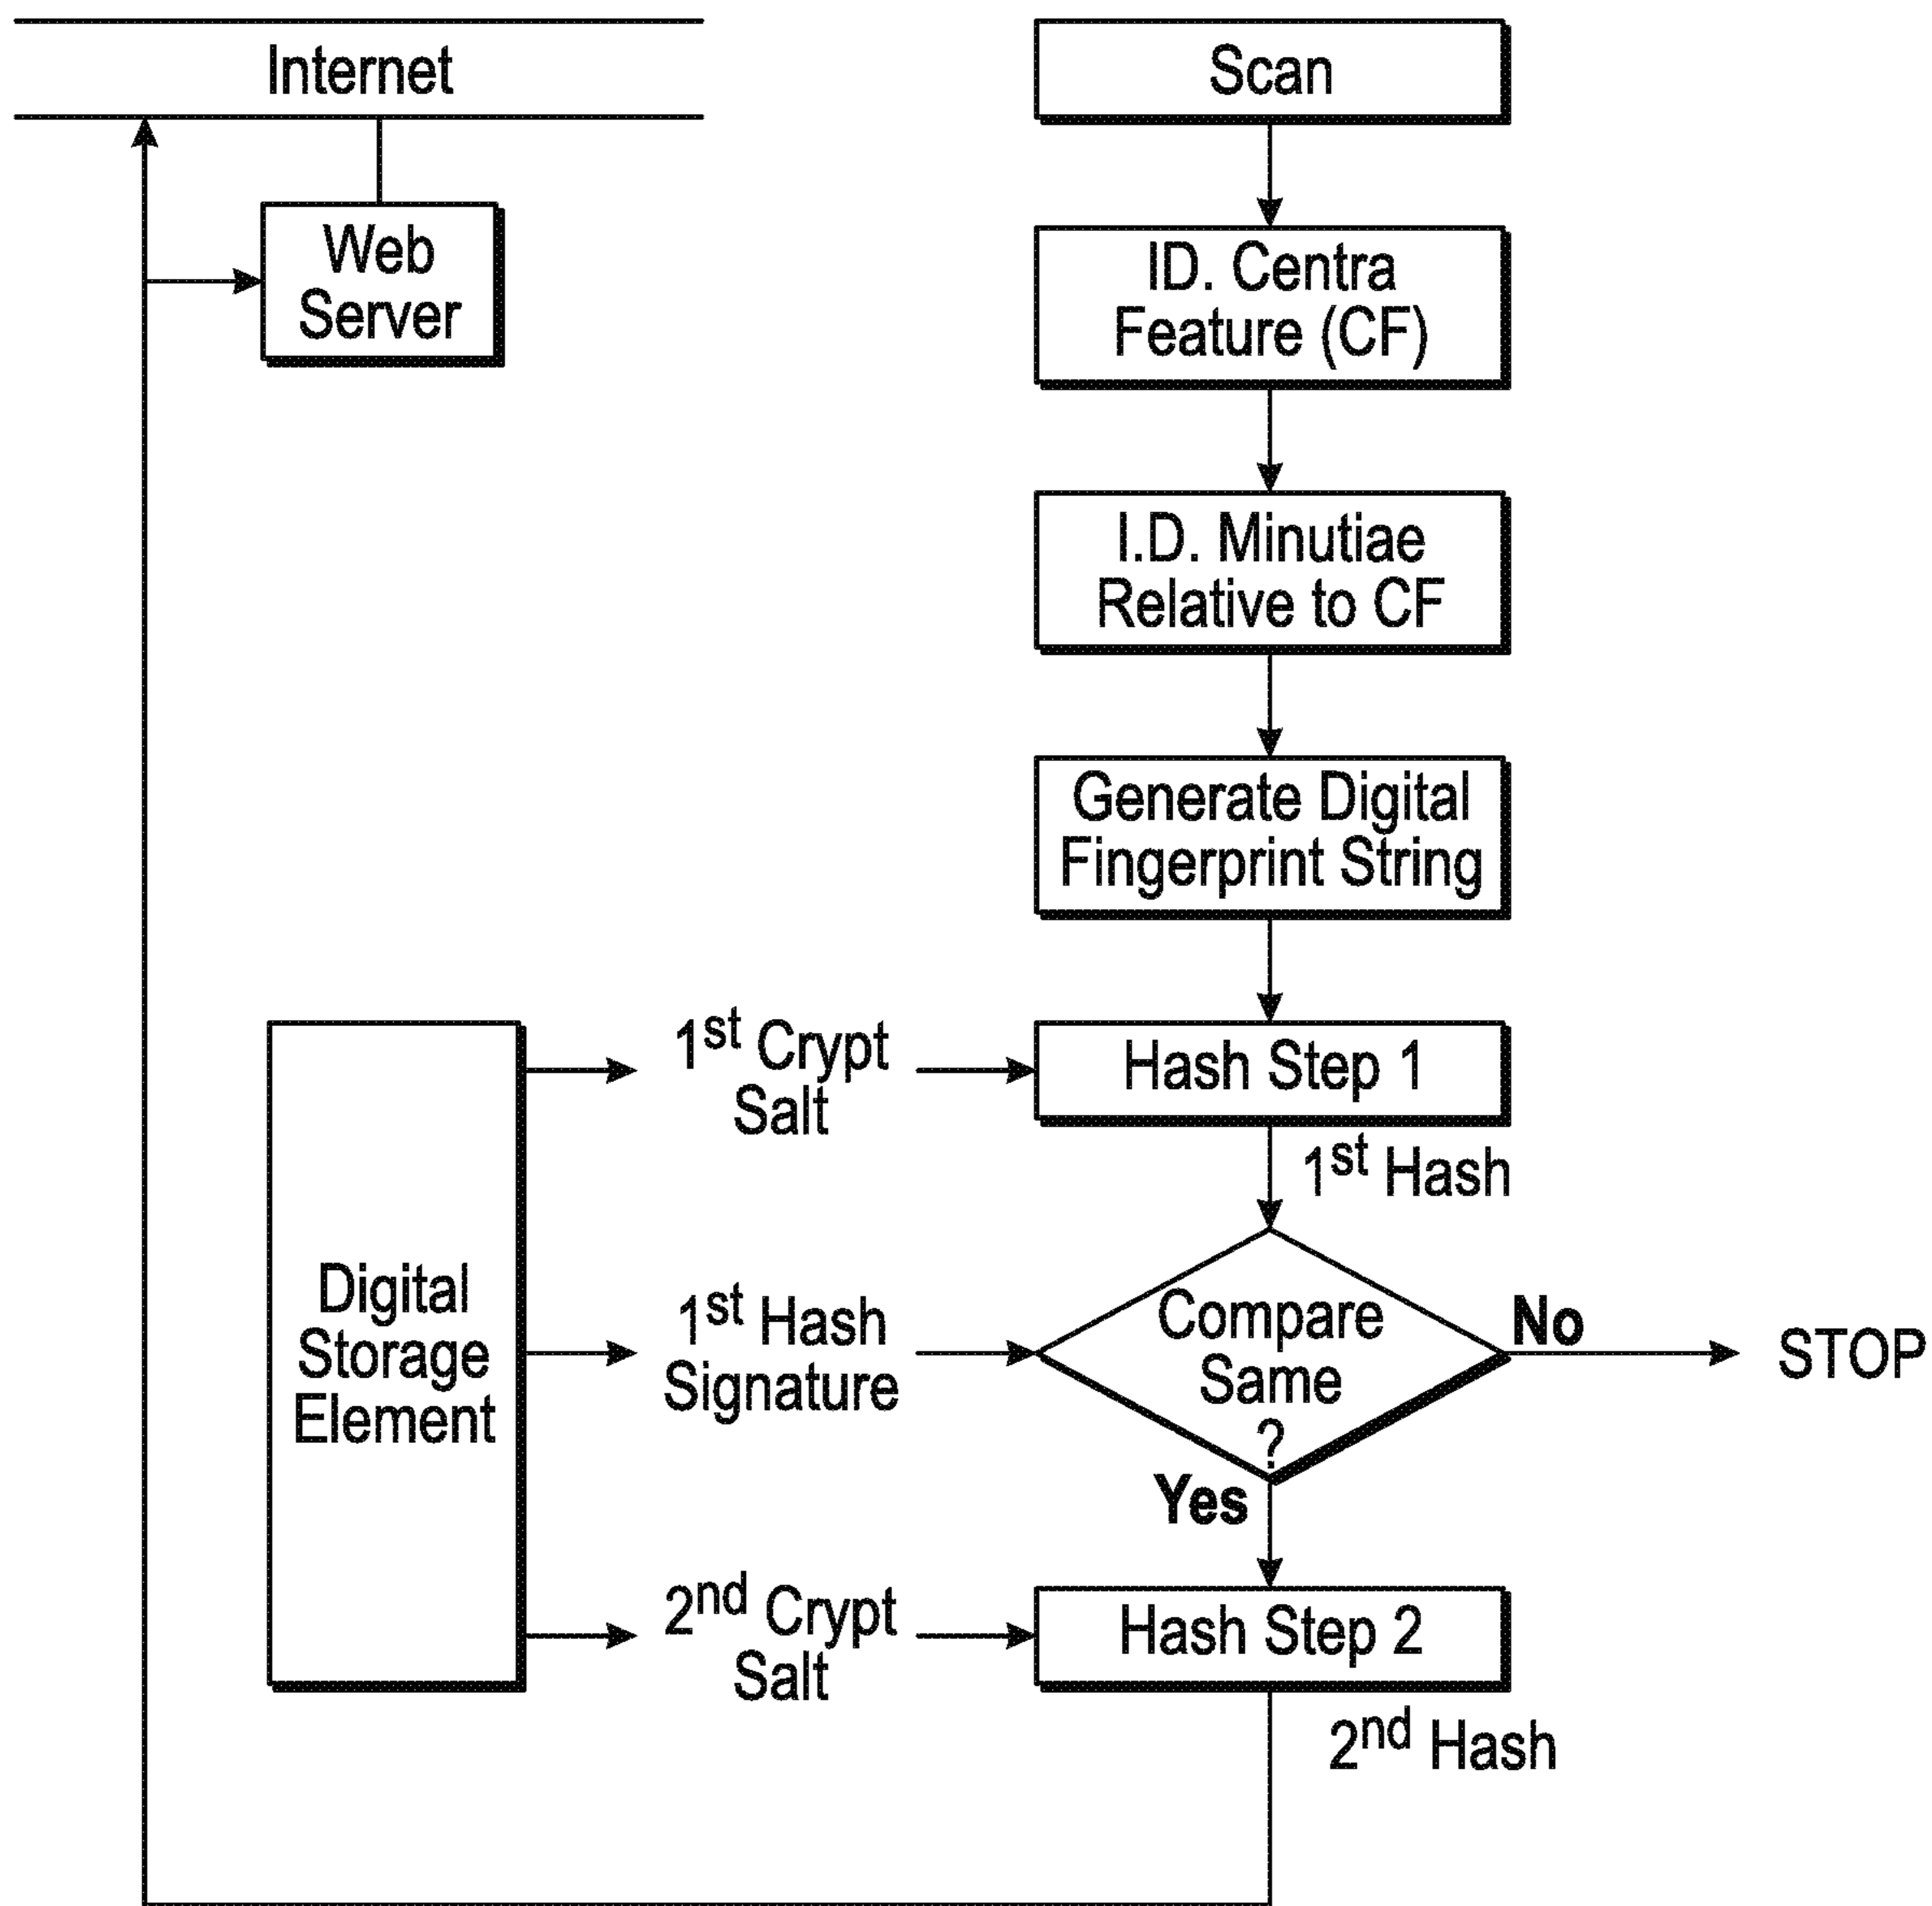 Internet
Scan
Web
Server
ID. Centra
Feature (CF)
I.D. Minutiae
Relative to CF
Generate Digital
Fingerprint String
1st Crypt
Salt
Hash Step 1
1st Hash
Digital
Storage
Element
1st Hash
Signature
Compare
Same
?
No
STOP
Yes
2nd Crypt
Salt
Hash Step 2
2nd Hash